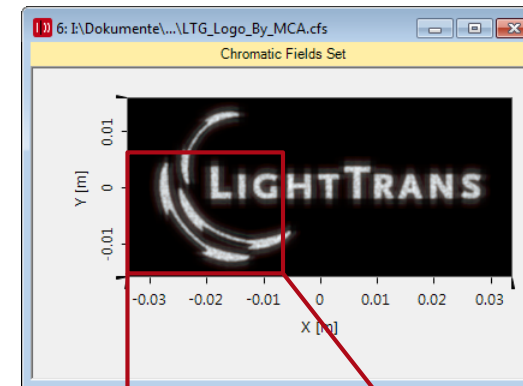 6: I:\Dokumente\...\LTG_Logo_By_MCA.cfs
Chromatic Fields Set
0.01
Y [m]
0
-0.01
LIGHTTRANS
-0.03 -0.02 -0.01 0 0.01 0.02 0.03
X [m]